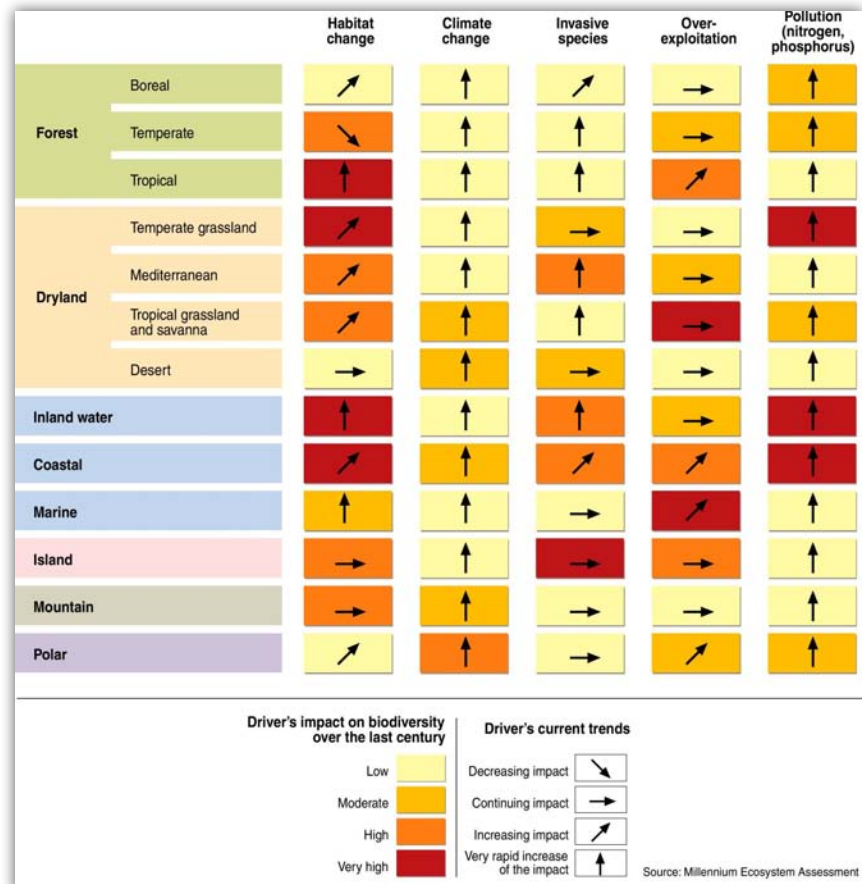 Habitat
change
Climate
change
Invasive
species
Over-
exploitation
Pollution
(nitrogen,
phosphorus)
Forest
Boreal
Temperate
Tropical
Dryland
Temperate grassland
Mediterranean
Tropical grassland
and savanna
Desert
Inland water
Coastal
Marine
Island
Mountain
Polar
Driver's impact on biodiversity
over the last century
Low
Moderate
High
Very high
Driver's current trends
Decreasing impact
Continuing impact
Increasing impact
Very rapid increase
of the impact
Source: Millennium Ecosystem Assessment